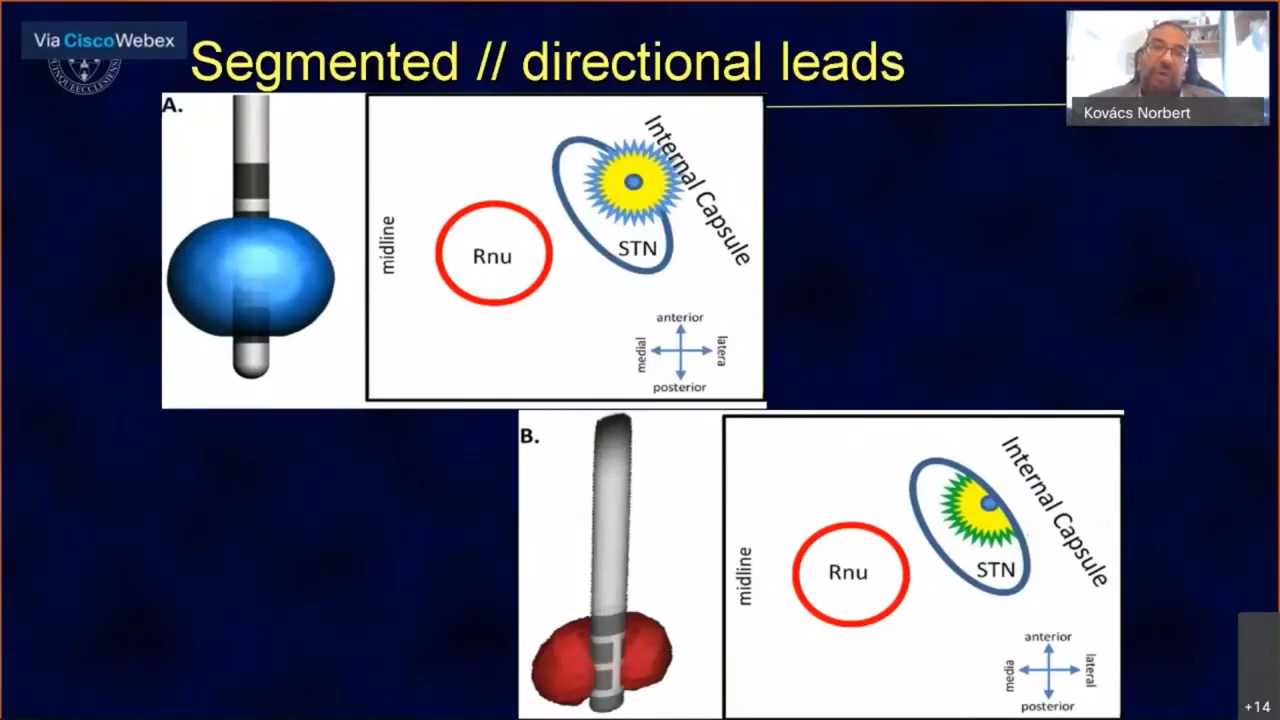 Via CiscoWebex
Segmented // directional leads
Kovács Norbert
A.
midline
Rnu
STN
Internal Capsule
anterior
medial
latera
posterior
B.
midline
Rnu
STN
Internal Capsule
anterior
media
lateral
posterior
+14